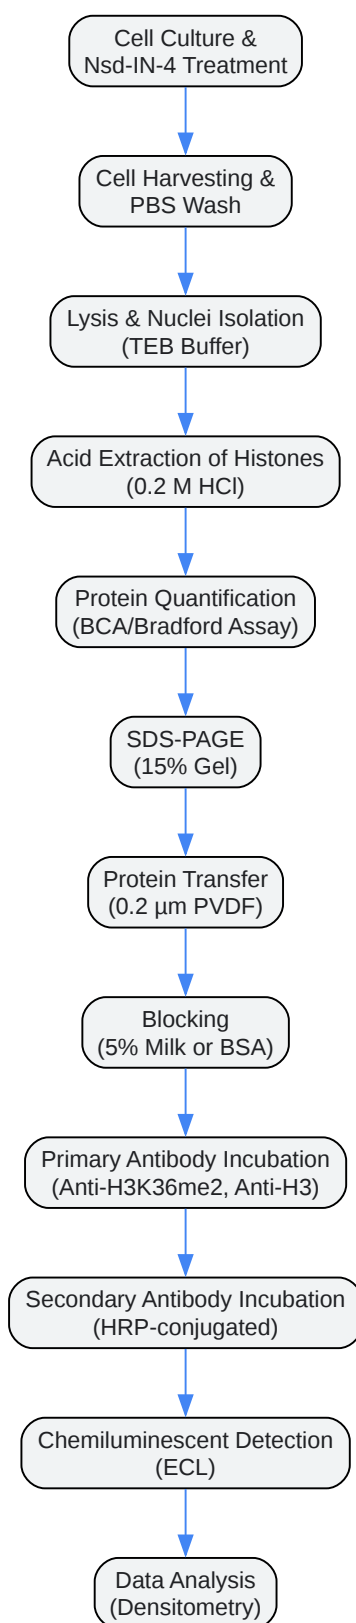 Cell Culture &
Nsd-IN-4 Treatment
Cell Harvesting &
PBS Wash
Lysis & Nuclei Isolation
(TEB Buffer)
Acid Extraction of Histones
(0.2 M HCl)
Protein Quantification
(BCA/Bradford Assay)
SDS-PAGE
(15% Gel)
Protein Transfer
(0.2 µm PVDF)
Blocking
(5% Milk or BSA)
Primary Antibody Incubation
(Anti-H3K36me2, Anti-H3)
Secondary Antibody Incubation
(HRP-conjugated)
Chemiluminescent Detection
(ECL)
Data Analysis
(Densitometry)